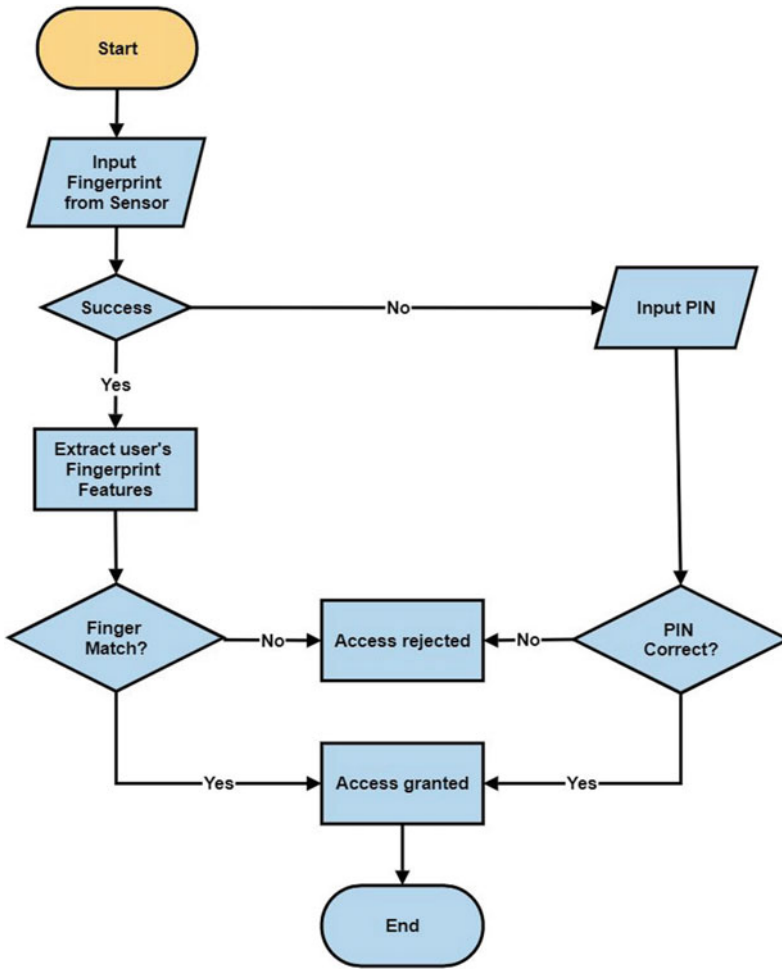 Start
Input
Fingerprint
from Sensor
Success
No
Input PIN
Yes
Extract user's
Fingerprint
Features
Finger
Match?
No
Access rejected
No
PIN
Correct?
Yes
Access granted
Yes
End